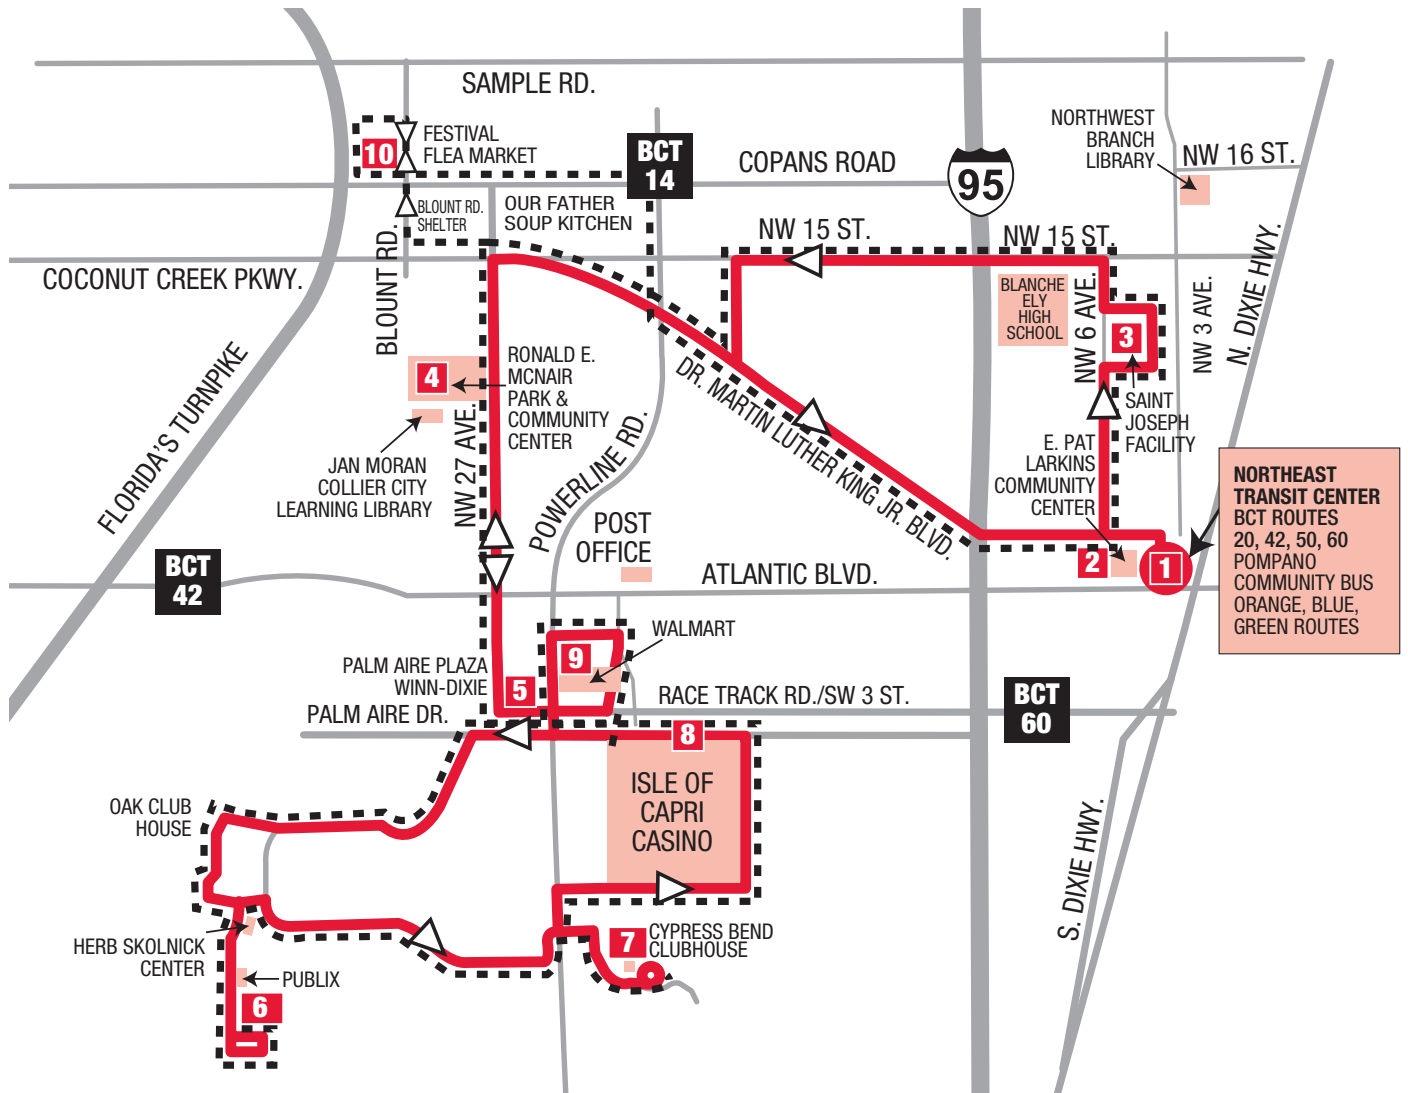 SAMPLE RD.
10
FESTIVAL
FLEA MARKET
BCT
14
COPANS ROAD
95
NORTHWEST
BRANCH
LIBRARY
NW 16 ST.
BLOUNT RD.
SHELTER
OUR FATHER
SOUP KITCHEN
NW 15 ST.
NW 15 ST.
COCONUT CREEK PKWY.
BLOUNT RD.
BLANCHE
ELY
HIGH
SCHOOL
NW 6 AVE.
3
NW 3 AVE.
N. DIXIE HWY.
FLORIDA'S TURNPIKE
4
RONALD E.
MCNAIR
PARK &
COMMUNITY
CENTER
DR. MARTIN LUTHER KING JR. BLVD.
SAINT
JOSEPH
FACILITY
JAN MORAN
COLLIER CITY
LEARNING LIBRARY
NW 27 AVE.
POWERLINE RD.
E. PAT
LARKINS
COMMUNITY
CENTER
NORTHEAST
TRANSIT CENTER
BCT ROUTES
20, 42, 50, 60
POMPANO
COMMUNITY BUS
ORANGE, BLUE,
GREEN ROUTES
POST
OFFICE
BCT
42
ATLANTIC BLVD.
2
1
WALMART
9
PALM AIRE PLAZA
WINN-DIXIE
5
RACE TRACK RD./SW 3 ST.
BCT
60
PALM AIRE DR.
8
ISLE OF
CAPRI
CASINO
OAK CLUB
HOUSE
S. DIXIE HWY.
HERB SKOLNICK
CENTER
7
CYPRESS BEND
CLUBHOUSE
PUBLIX
6